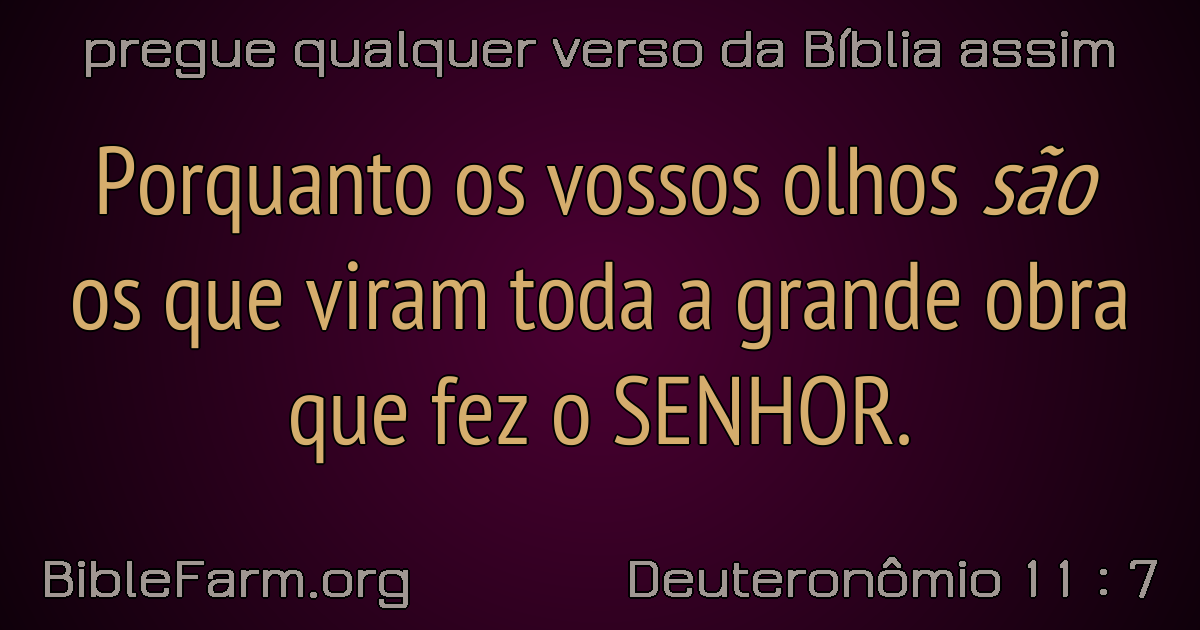 pregue qualquer verso da Bíblia assim
Porquanto os vossos olhos são
os que viram toda a grande obra
que fez o SENHOR.
BibleFarm.org
Deuteronômio 11 : 7